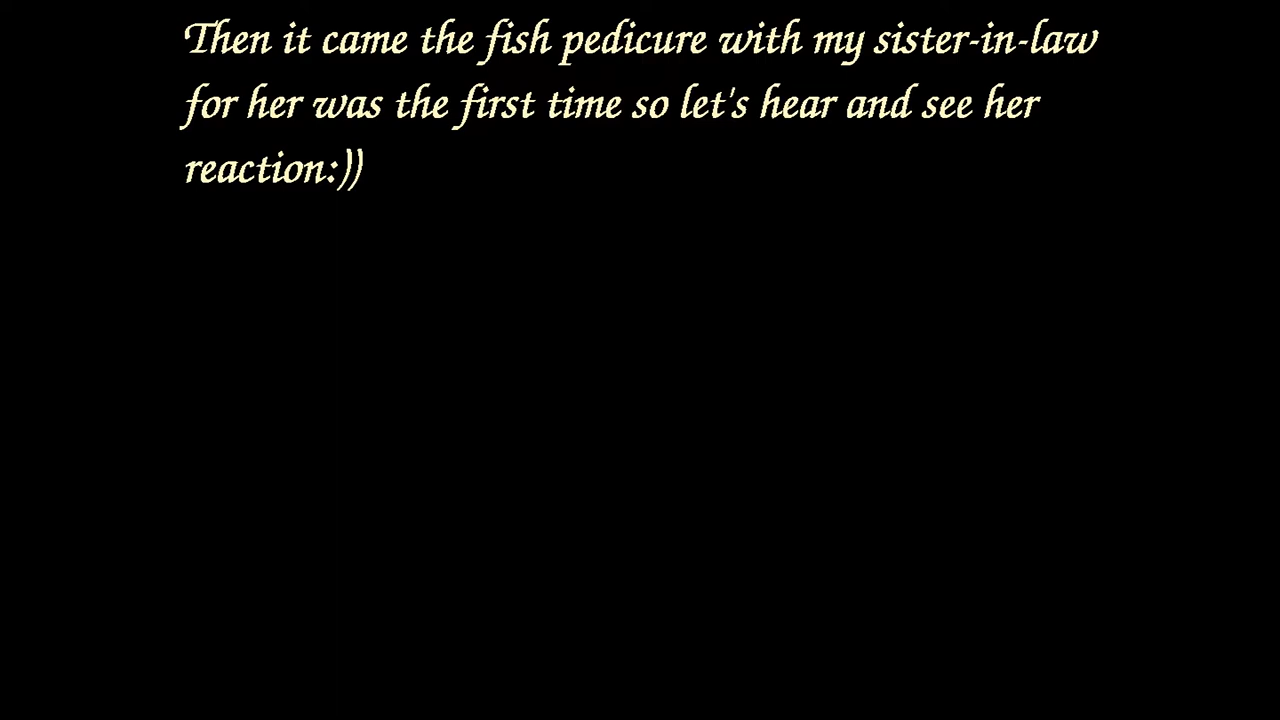 Then it came the fish pedicure with my sister-in-law
for her was the first time so let's hear and see her
reaction:))